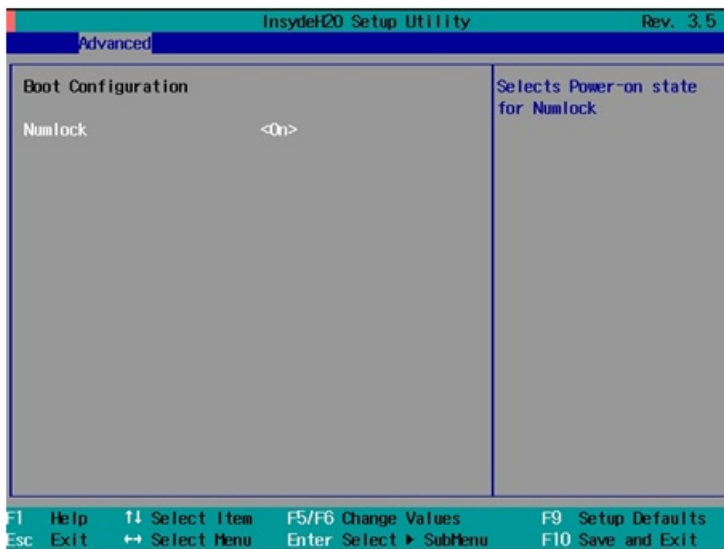 InsydeH2O Setup Utility Rev. 3.5
Advanced
Boot Configuration
Numlock <On>
Selects Power-on state
for Numlock
F1 Help ↑↓ Select Item F5/F6 Change Values F9 Setup Defaults
Esc Exit ↔ Select Menu Enter Select ▶ SubMenu F10 Save and Exit